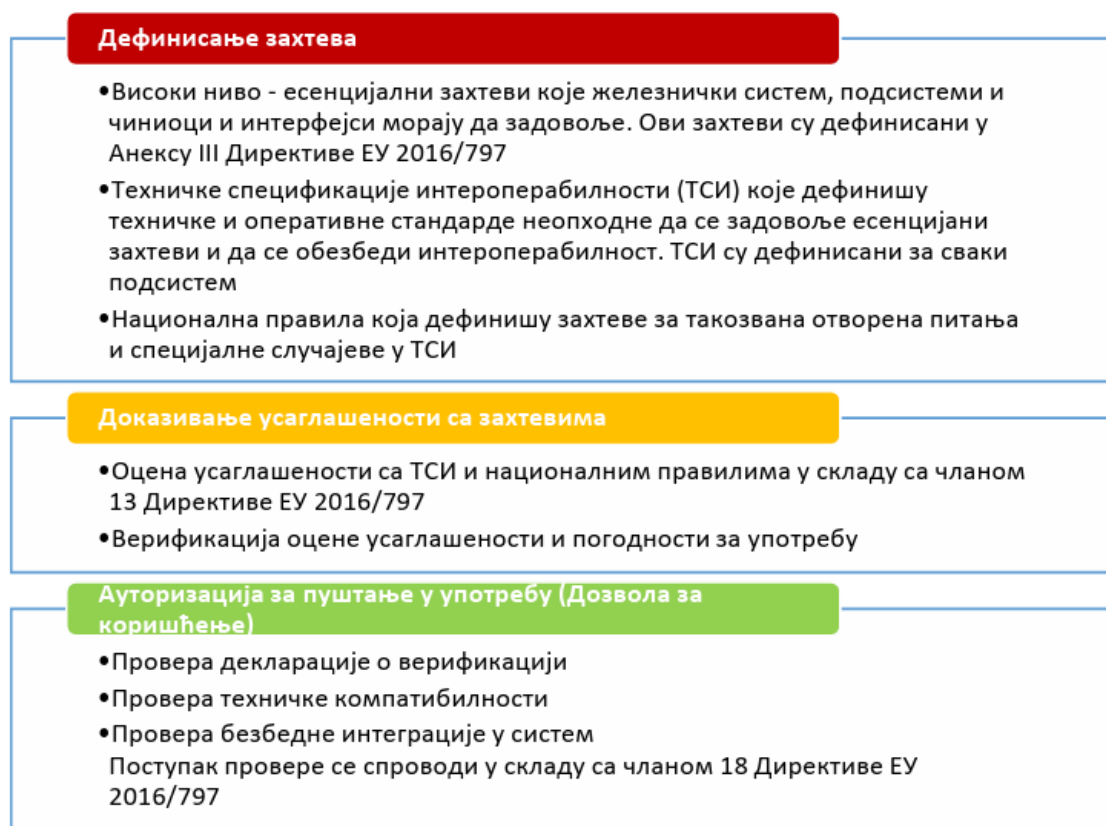 Дефинисање захтева
•Високи ниво - есенцијални захтеви које железнички систем, подсистеми и
чиниоци и интерфејси морају да задовоље. Ови захтеви су дефинисани у
Анексу III Директиве ЕУ 2016/797
•Техничке спецификације интероперабилности (ТСИ) које дефинишу
техничке и оперативне стандарде неопходне да се задовоље есенцијани
захтеви и да се обезбеди интероперабилност. ТСИ су дефинисани за сваки
подсистем
•Национална правила која дефинишу захтеве за такозвана отворена питања
и специјалне случајеве у ТСИ
Доказивање усаглашености са захтевима
•Оцена усаглашености са ТСИ и националним правилима у складу са чланом
13 Директиве ЕУ 2016/797
•Верификација оцене усаглашености и погодности за употребу
Ауторизација за пуштање у употребу (Дозвола за
коришћење)
•Провера декларације о верификацији
•Провера техничке компатибилности
•Провера безбедне интеграције у систем
Поступак провере се спроводи у складу са чланом 18 Директиве ЕУ
2016/797